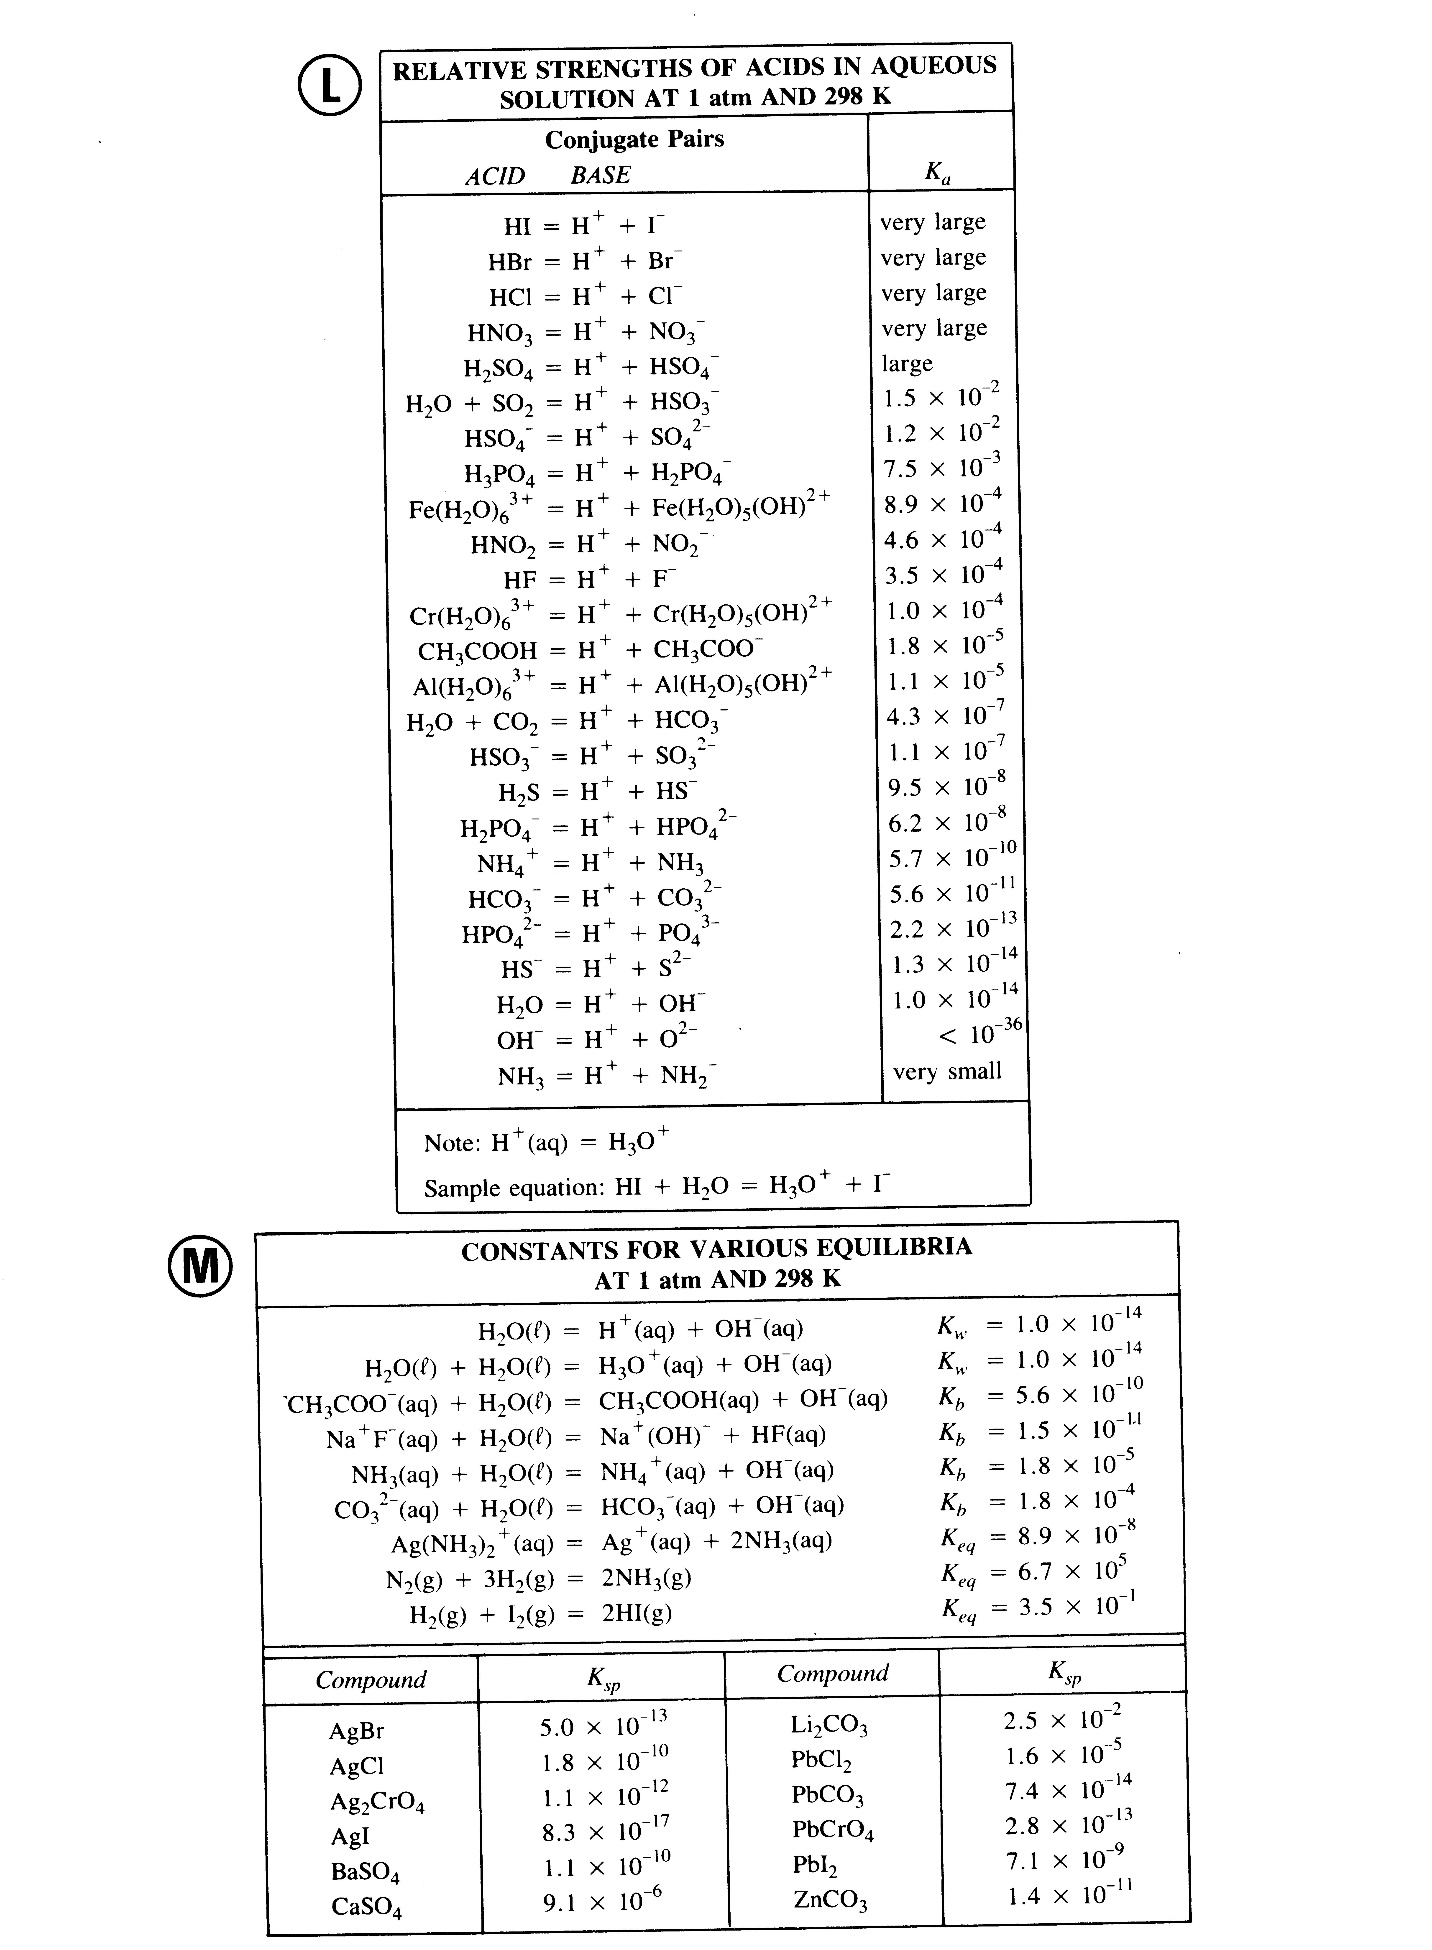 L
RELATIVE STRENGTHS OF ACIDS IN AQUEOUS
SOLUTION AT 1 atm AND 298 K
Conjugate Pairs
ACID BASE Kₐ
HI = H⁺ + I⁻ very large
HBr = H⁺ + Br⁻ very large
HCl = H⁺ + Cl⁻ very large
HNO₃ = H⁺ + NO₃⁻ very large
H₂SO₄ = H⁺ + HSO₄⁻ large
H₂O + SO₂ = H⁺ + HSO₃⁻ 1.5 × 10⁻²
HSO₄⁻ = H⁺ + SO₄²⁻ 1.2 × 10⁻²
H₃PO₄ = H⁺ + H₂PO₄⁻ 7.5 × 10⁻³
Fe(H₂O)₆³⁺ = H⁺ + Fe(H₂O)₅(OH)²⁺ 8.9 × 10⁻⁴
HNO₂ = H⁺ + NO₂⁻ 4.6 × 10⁻⁴
HF = H⁺ + F⁻ 3.5 × 10⁻⁴
Cr(H₂O)₆³⁺ = H⁺ + Cr(H₂O)₅(OH)²⁺ 1.0 × 10⁻⁴
CH₃COOH = H⁺ + CH₃COO⁻ 1.8 × 10⁻⁵
Al(H₂O)₆³⁺ = H⁺ + Al(H₂O)₅(OH)²⁺ 1.1 × 10⁻⁵
H₂O + CO₂ = H⁺ + HCO₃⁻ 4.3 × 10⁻⁷
HSO₃⁻ = H⁺ + SO₃²⁻ 1.1 × 10⁻⁷
H₂S = H⁺ + HS⁻ 9.5 × 10⁻⁸
H₂PO₄⁻ = H⁺ + HPO₄²⁻ 6.2 × 10⁻⁸
NH₄⁺ = H⁺ + NH₃ 5.7 × 10⁻¹⁰
HCO₃⁻ = H⁺ + CO₃²⁻ 5.6 × 10⁻¹¹
HPO₄²⁻ = H⁺ + PO₄³⁻ 2.2 × 10⁻¹³
HS⁻ = H⁺ + S²⁻ 1.3 × 10⁻¹⁴
H₂O = H⁺ + OH⁻ 1.0 × 10⁻¹⁴
OH⁻ = H⁺ + O²⁻ < 10⁻³⁶
NH₃ = H⁺ + NH₂⁻ very small
Note: H⁺(aq) = H₃O⁺
Sample equation: HI + H₂O = H₃O⁺ + I⁻
M
CONSTANTS FOR VARIOUS EQUILIBRIA
AT 1 atm AND 298 K
H₂O(ℓ) = H⁺(aq) + OH⁻(aq) K_w = 1.0 × 10⁻¹⁴
H₂O(ℓ) + H₂O(ℓ) = H₃O⁺(aq) + OH⁻(aq) K_w = 1.0 × 10⁻¹⁴
CH₃COO⁻(aq) + H₂O(ℓ) = CH₃COOH(aq) + OH⁻(aq) K_b = 5.6 × 10⁻¹⁰
Na⁺F⁻(aq) + H₂O(ℓ) = Na⁺(OH)⁻ + HF(aq) K_b = 1.5 × 10⁻¹¹
NH₃(aq) + H₂O(ℓ) = NH₄⁺(aq) + OH⁻(aq) K_b = 1.8 × 10⁻⁵
CO₃²⁻(aq) + H₂O(ℓ) = HCO₃⁻(aq) + OH⁻(aq) K_b = 1.8 × 10⁻⁴
Ag(NH₃)₂⁺(aq) = Ag⁺(aq) + 2NH₃(aq) K_eq = 8.9 × 10⁻⁸
N₂(g) + 3H₂(g) = 2NH₃(g) K_eq = 6.7 × 10⁵
H₂(g) + I₂(g) = 2HI(g) K_eq = 3.5 × 10⁻¹
Compound K_sp Compound K_sp
AgBr 5.0 × 10⁻¹³ Li₂CO₃ 2.5 × 10⁻²
AgCl 1.8 × 10⁻¹⁰ PbCl₂ 1.6 × 10⁻⁵
Ag₂CrO₄ 1.1 × 10⁻¹² PbCO₃ 7.4 × 10⁻¹⁴
AgI 8.3 × 10⁻¹⁷ PbCrO₄ 2.8 × 10⁻¹³
BaSO₄ 1.1 × 10⁻¹⁰ PbI₂ 7.1 × 10⁻⁹
CaSO₄ 9.1 × 10⁻⁶ ZnCO₃ 1.4 × 10⁻¹¹